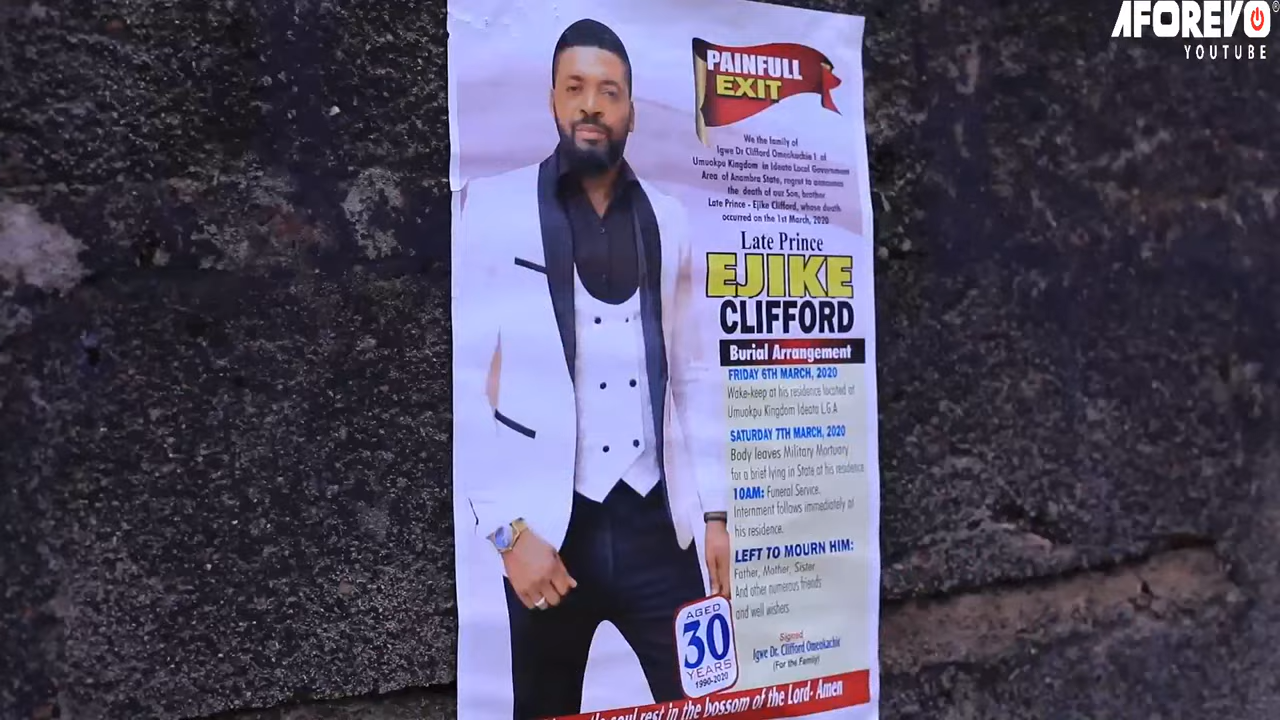 AFOREVO
YOUTUBE
PAINFULL
EXIT
We the family of
Igwe Dr Clifford Omeokachie I of
Umuokpu Kingdom in Ideato Local Government
Area of Anambra State, regret to announce
the death of our Son, brother
Late Prince - Ejike Clifford, whose death
occurred on the 1st March, 2020
Late Prince
EJIKE
CLIFFORD
Burial Arrangement
FRIDAY 6TH MARCH, 2020
Wake-keep at his residence located at
Umuokpu Kingdom Ideato L.G.A
SATURDAY 7TH MARCH, 2020
Body leaves Military Mortuary
for a brief lying in State at his residence
10AM: Funeral Service.
Internment follows immediately at
his residence.
LEFT TO MOURN HIM:
Father, Mother, Sister
And other numerous friends
and well wishers
Signed
Igwe Dr. Clifford Omeokachie
(For the Family)
AGED
30
YEARS
1990-2020
soul rest in the bossom of the Lord- Amen